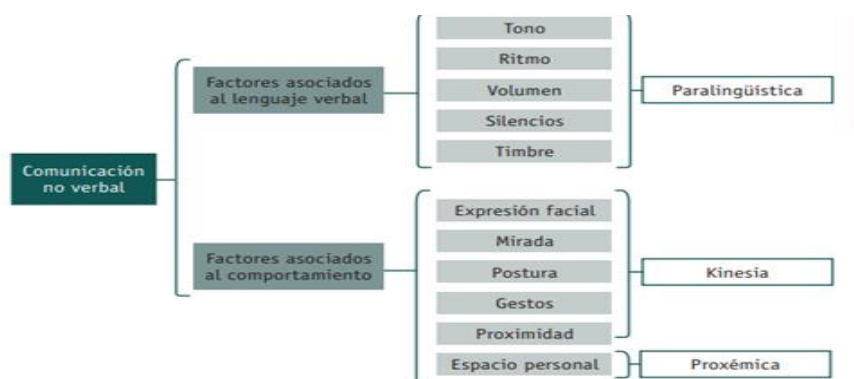 Comunicación
no verbal
Factores asociados
al lenguaje verbal
Tono
Ritmo
Volumen
Silencios
Timbre
Paralingüística
Factores asociados
al comportamiento
Expresión facial
Mirada
Postura
Gestos
Proximidad
Espacio personal
Kinesia
Proxémica